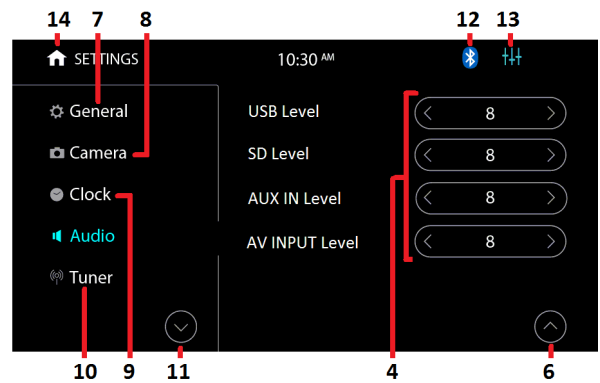 14 7 8 12 13
SETTINGS 10:30 AM
General USB Level 8
Camera SD Level 8
Clock AUX IN Level 8
Audio AV INPUT Level 8
Tuner
10 9 11 4 6